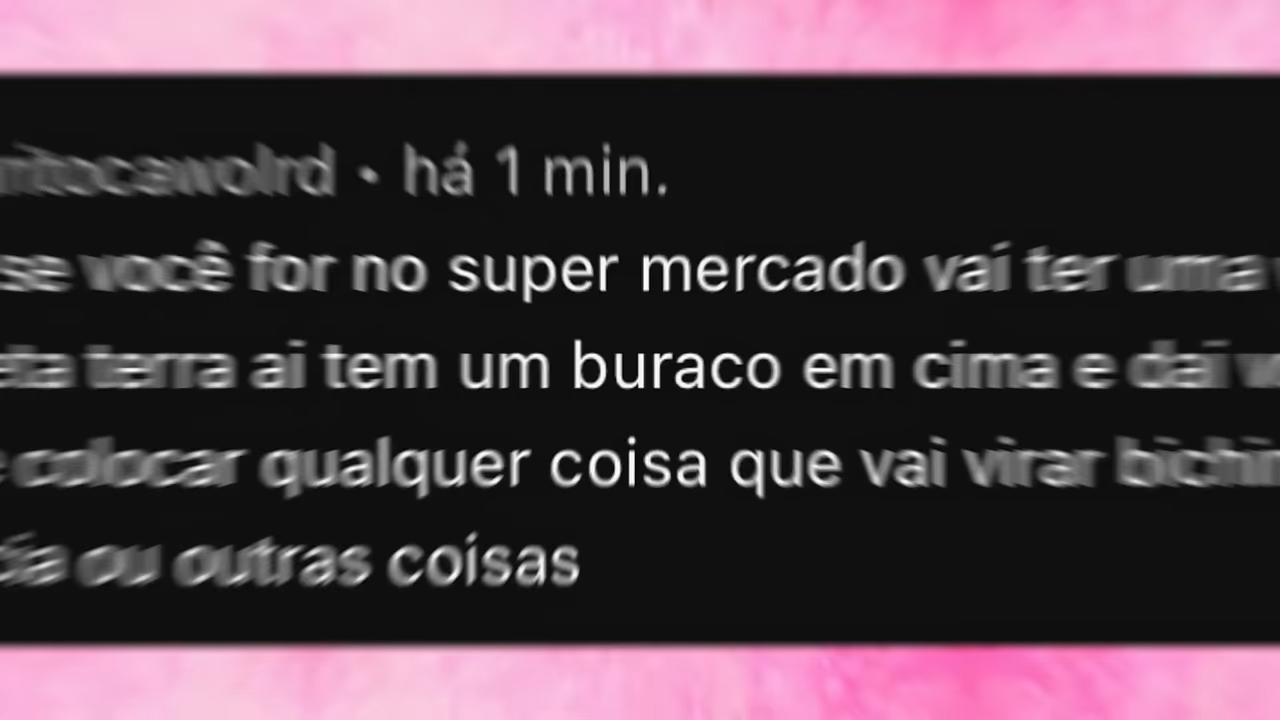 há 1 min.
se você for no super mercado vai ter uma
terra ai tem um buraco em cima e dai
colocar qualquer coisa que vai virar
ou outras coisas